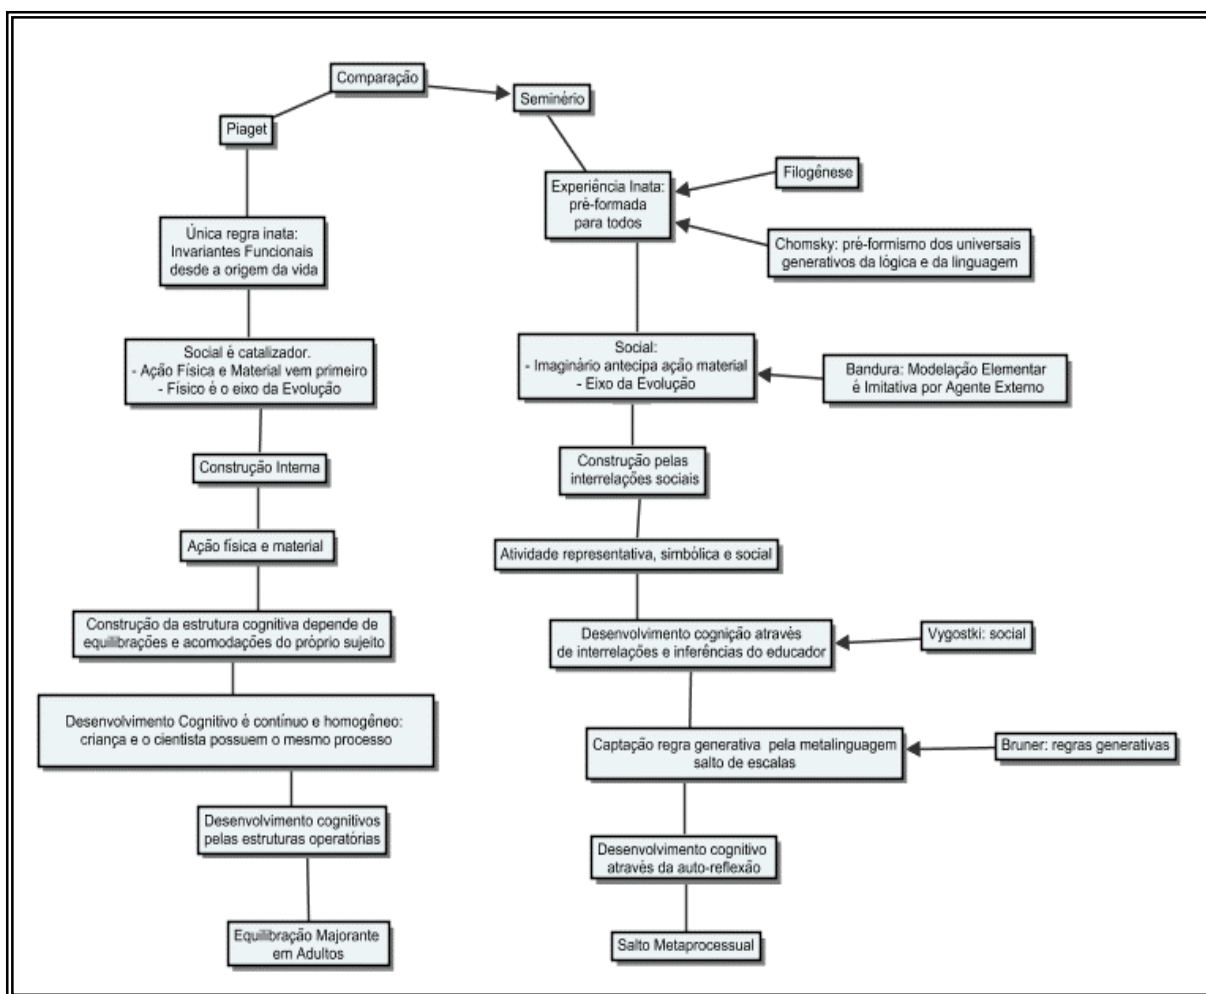 Comparação
Seminério
Piaget
Experiência Inata:
pré-formada
para todos
Filogênese
Única regra inata:
Invariantes Funcionais
desde a origem da vida
Chomsky: pré-formismo dos universais
generativos da lógica e da linguagem
Social é catalizador.
- Ação Física e Material vem primeiro
- Físico é o eixo da Evolução
Social:
- Imaginário antecipa ação material
- Eixo da Evolução
Bandura: Modelação Elementar
é Imitativa por Agente Externo
Construção Interna
Construção pelas
interrelações sociais
Ação física e material
Atividade representativa, simbólica e social
Construção da estrutura cognitiva depende de
equilibrações e acomodações do próprio sujeito
Desenvolvimento cognição através
de interrelações e inferências do educador
Vygostki: social
Desenvolvimento Cognitivo é contínuo e homogêneo:
criança e o cientista possuem o mesmo processo
Captação regra generativa pela metalinguagem
salto de escalas
Bruner: regras generativas
Desenvolvimento cognitivos
pelas estruturas operatórias
Desenvolvimento cognitivo
através da auto-reflexão
Equilibração Majorante
em Adultos
Salto Metaprocessual